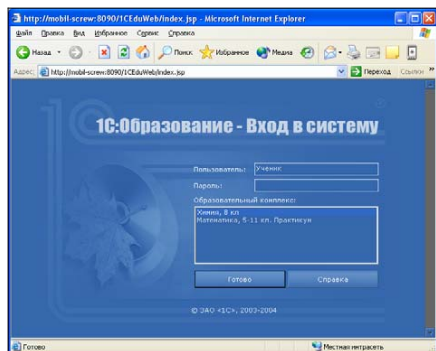 http://mobil-screw:8090/1CEduWeb/index.jsp - Microsoft Internet Explorer
Файл Правка Вид Избранное Сервис Справка
Назад Поиск Избранное Медиа
Адрес: http://mobil-screw:8090/1CEduWeb/index.jsp Переход Ссылки »
1С:Образование - Вход в систему
Пользователь: Ученик
Пароль:
Образовательный комплекс:
Химия, 8 кл
Математика, 5-11 кл. Практикум
Готово Справка
© ЗАО «1С», 2003-2004
Готово Местная интрасеть